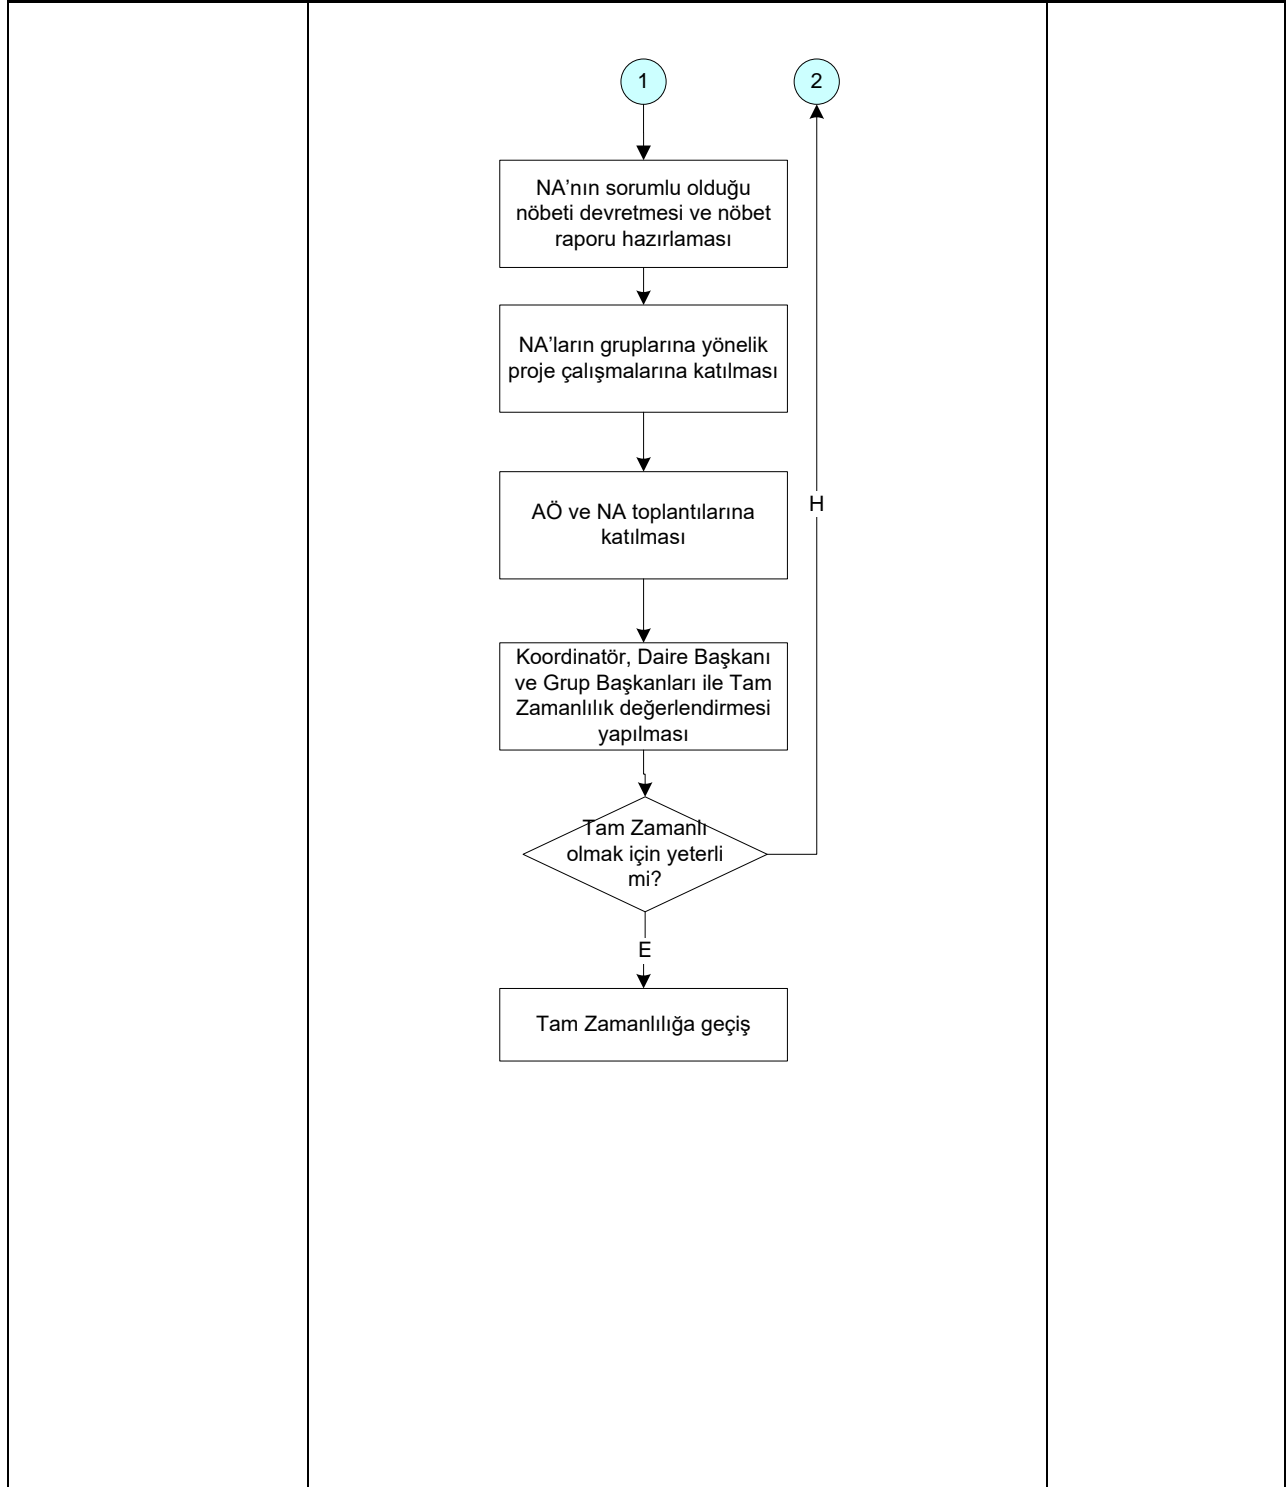 1
2
NA’nın sorumlu olduğu
nöbeti devretmesi ve nöbet
raporu hazırlaması
NA’ların gruplarına yönelik
proje çalışmalarına katılması
AÖ ve NA toplantılarına
katılması
H
Koordinatör, Daire Başkanı
ve Grup Başkanları ile Tam
Zamanlılık değerlendirmesi
yapılması
Tam Zamanlı
olmak için yeterli
mi?
E
Tam Zamanlılığa geçiş